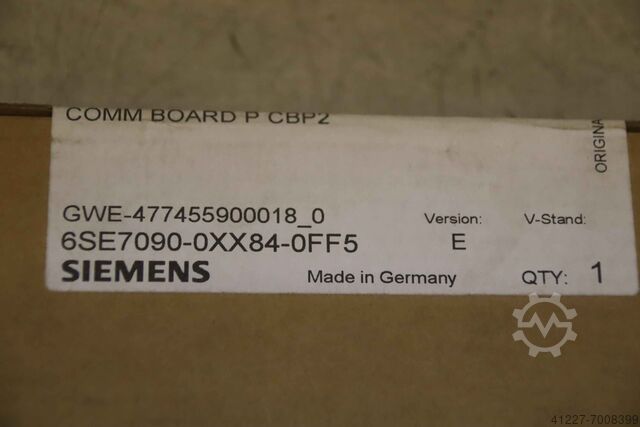 COMM BOARD P CBP2
ORIGINA
GWE-477455900018_0
Version:
V-Stand:
6SE7090-0XX84-0FF5
E
SIEMENS
Made in Germany
QTY: 1
41227-7008399